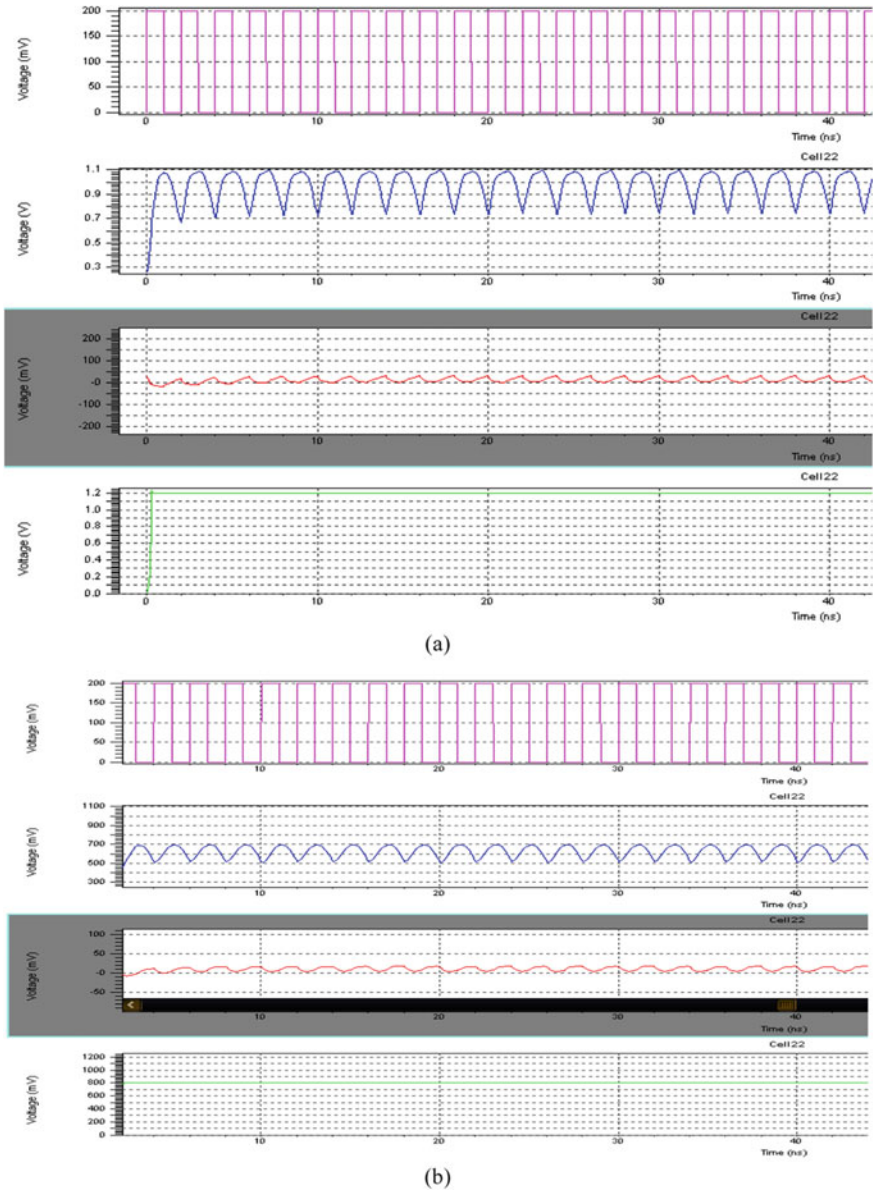 Voltage (mV)
200
150
100
50
0
0 10 20 30 40
Time (ns)
Cell22
Voltage (V)
1.1
0.9
0.7
0.5
0.3
0 10 20 30 40
Time (ns)
Cell22
Voltage (mV)
200
100
-0
-100
-200
0 10 20 30 40
Time (ns)
Cell22
Voltage (V)
1.2
1.0
0.8
0.6
0.4
0.2
0.0
0 10 20 30 40
Time (ns)
(a)
Voltage (mV)
200
150
100
50
0
10 20 30 40
Time (ns)
Cell22
Voltage (mV)
1100
900
700
500
300
10 20 30 40
Time (ns)
Cell22
Voltage (mV)
100
50
-0
-50
10 20 30 40
Time (ns)
Cell22
Voltage (mV)
1200
1000
800
600
400
200
0
10 20 30 40
Time (ns)
(b)